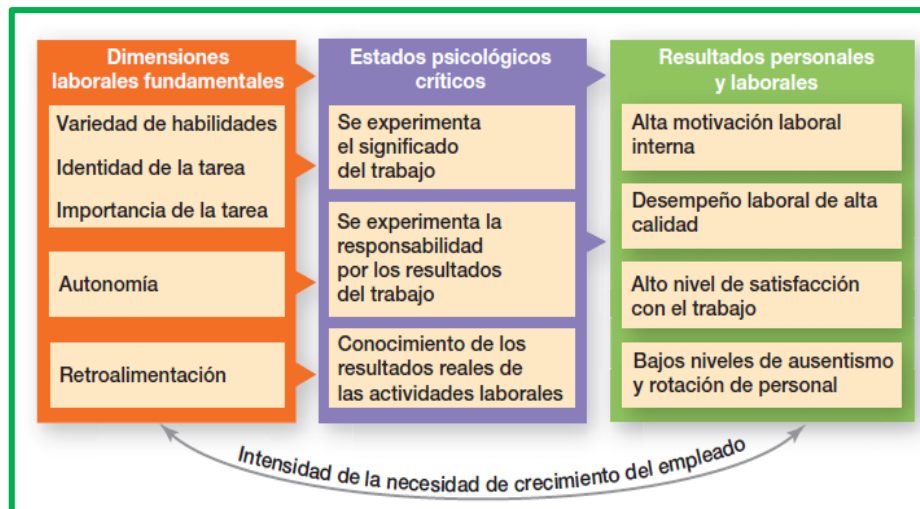 Dimensiones
laborales fundamentales
Variedad de habilidades
Identidad de la tarea
Importancia de la tarea
Autonomía
Retroalimentación
Estados psicológicos
críticos
Se experimenta
el significado
del trabajo
Se experimenta la
responsabilidad
por los resultados
del trabajo
Conocimiento de los
resultados reales de
las actividades laborales
Resultados personales
y laborales
Alta motivación laboral
interna
Desempeño laboral de alta
calidad
Alto nivel de satisfacción
con el trabajo
Bajos niveles de ausentismo
y rotación de personal
Intensidad de la necesidad de crecimiento del empleado